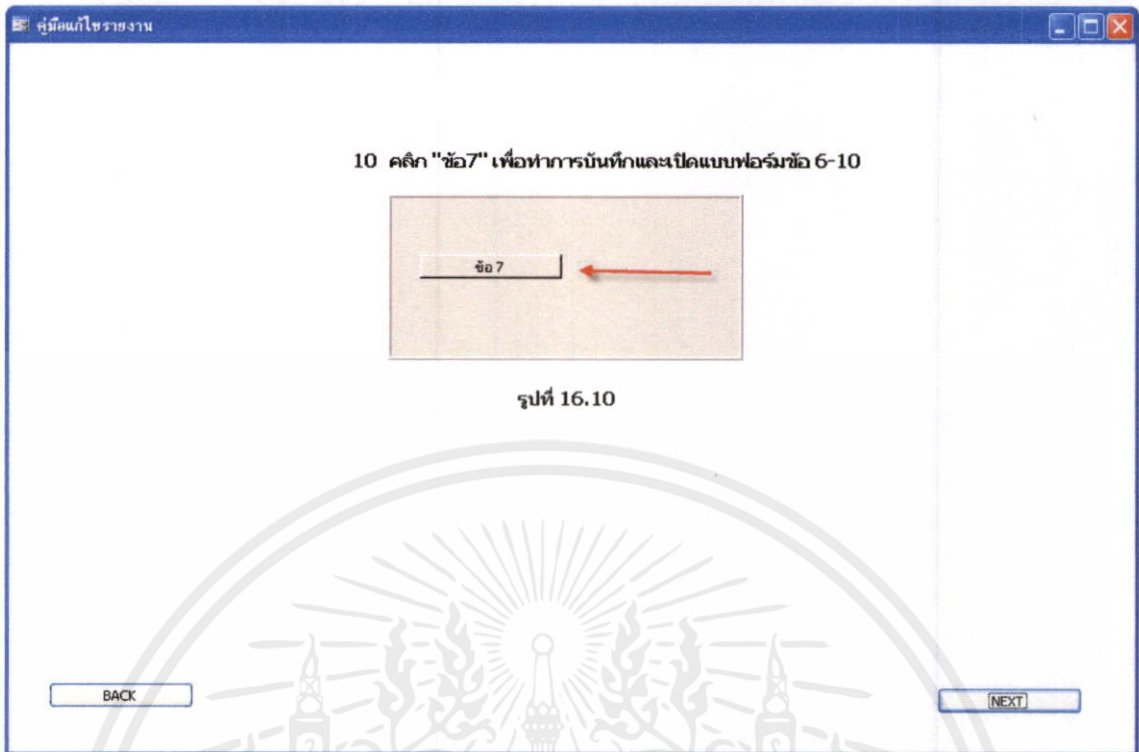 คู่มือแก้ไขรายงาน
10 คลิก "ข้อ7" เพื่อทำการบันทึกและเปิดแบบฟอร์มข้อ 6-10
ข้อ 7
รูปที่ 16.10
BACK
NEXT